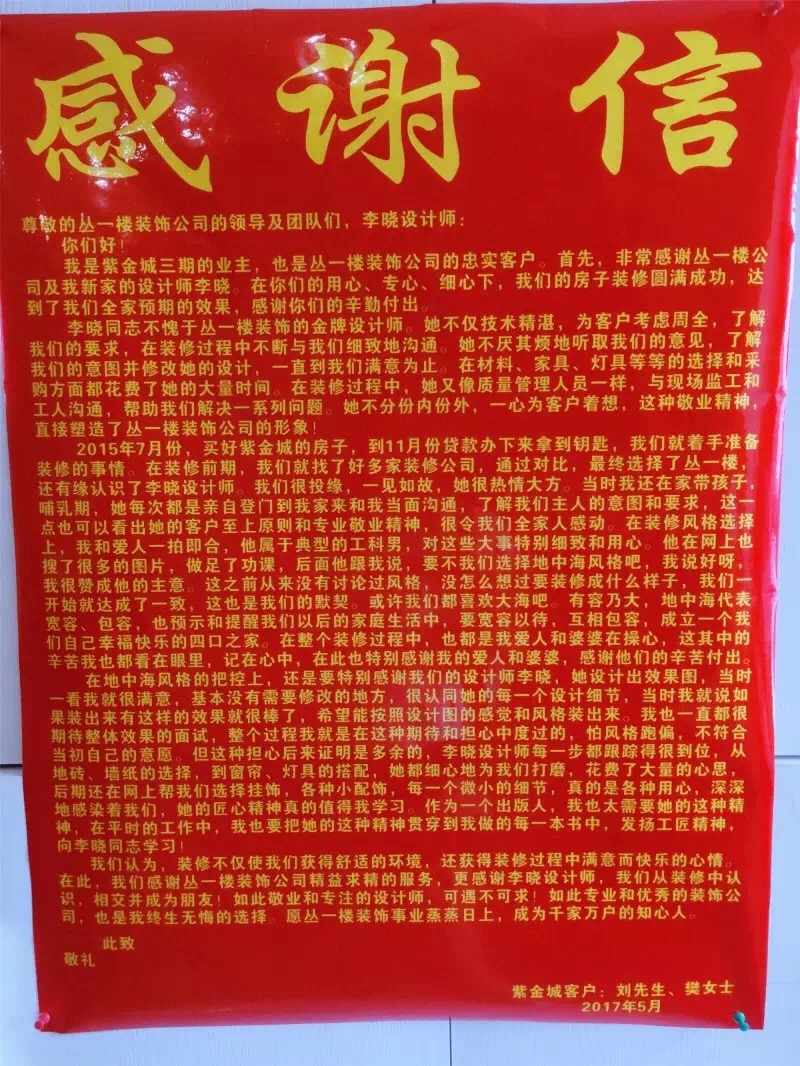 感谢信
尊敬的丛一楼装饰公司的领导及团队们，李晓设计师：
你们好！
我是紫金城三期的业主，也是丛一楼装饰公司的忠实客户。首先，非常感谢丛一楼公
司及我新家的设计师李晓。在你们的用心、专心、细心下，我们的房子装修圆满成功，达
到了我们全家预期的效果，感谢你们的辛勤付出。
李晓同志不愧于丛一楼装饰的金牌设计师。她不仅技术精湛，为客户考虑周全，了解
我们的要求，在装修过程中不断与我们细致地沟通。她不厌其烦地听取我们的意见，了解
我们的意图并修改她的设计，一直到我们满意为止。在材料、家具、灯具等等的选择和采
购方面都花费了她的大量时间。在装修过程中，她又像质量管理人员一样，与现场监工和
工人沟通，帮助我们解决一系列问题。她不分份内份外，一心为客户着想，这种敬业精神，
直接塑造了丛一楼装饰公司的形象！
2015年7月份，买好紫金城的房子，到11月份贷款办下来拿到钥匙，我们就着手准备
装修的事情。在装修前期，我们就找了好多家装修公司，通过对比，最终选择了丛一楼，
还有缘认识了李晓设计师。我们很投缘，一见如故，她很热情大方。当时我还在家带孩子，
哺乳期，她每次都是亲自登门到我家来和我当面沟通，了解我们主人的意图和要求，这一
点也可以看出她的客户至上原则和专业敬业精神，很令我们全家人感动。在装修风格选择
上，我和爱人一拍即合，他属于典型的工科男，对这些大事特别细致和用心。他在网上也
搜了很多的图片，做足了功课，后面他跟我说，要不我们选择地中海风格吧，我说好呀，
我很赞成他的主意。这之前从来没有讨论过风格，没怎么想过要装修成什么样子，我们一
开始就达成了一致，这也是我们的默契。或许我们都喜欢大海吧。有容乃大，地中海代表
宽容、包容，也预示和提醒我们以后的家庭生活中，要宽容以待，互相包容，成立一个我
们自己幸福快乐的四口之家。在整个装修过程中，也都是我爱人和婆婆在操心，这其中的
辛苦我也都看在眼里，记在心中，在此也特别感谢我的爱人和婆婆，感谢他们的辛苦付出。
在地中海风格的把控上，还是要特别感谢我们的设计师李晓，她设计出效果图，当时
一看我就很满意，基本没有需要修改的地方，很认同她的每一个设计细节，当时我就说如
果装出来有这样的效果就很棒了，希望能按照设计图的感觉和风格装出来。我也一直都很
期待整体效果的面试，整个过程我就是在这种期待和担心中度过的，怕风格跑偏，不符合
当初自己的意愿。但这种担心后来证明是多余的，李晓设计师每一步都跟踪得很到位，从
地砖、墙纸的选择，到窗帘、灯具的搭配，她都细心地为我们打磨，花费了大量的心思，
后期还在网上帮我们选择挂饰，各种小配饰，每一个微小的细节，真的是各种用心，深深
地感染着我们，她的匠心精神真的值得我学习。作为一个出版人，我也太需要她的这种精
神，在平时的工作中，我也要把她的这种精神贯穿到我做的每一本书中，发扬工匠精神，
向李晓同志学习！
我们认为，装修不仅使我们获得舒适的环境，还获得装修过程中满意而快乐的心情。
在此，我们感谢丛一楼装饰公司精益求精的服务，更感谢李晓设计师，我们从装修中认
识，相交并成为朋友！如此敬业和专注的设计师，可遇不可求！如此专业和优秀的装饰公
司，也是我终生无悔的选择。愿丛一楼装饰事业蒸蒸日上，成为千家万户的知心人。
此致
敬礼
紫金城客户：刘先生、樊女士
2017年5月